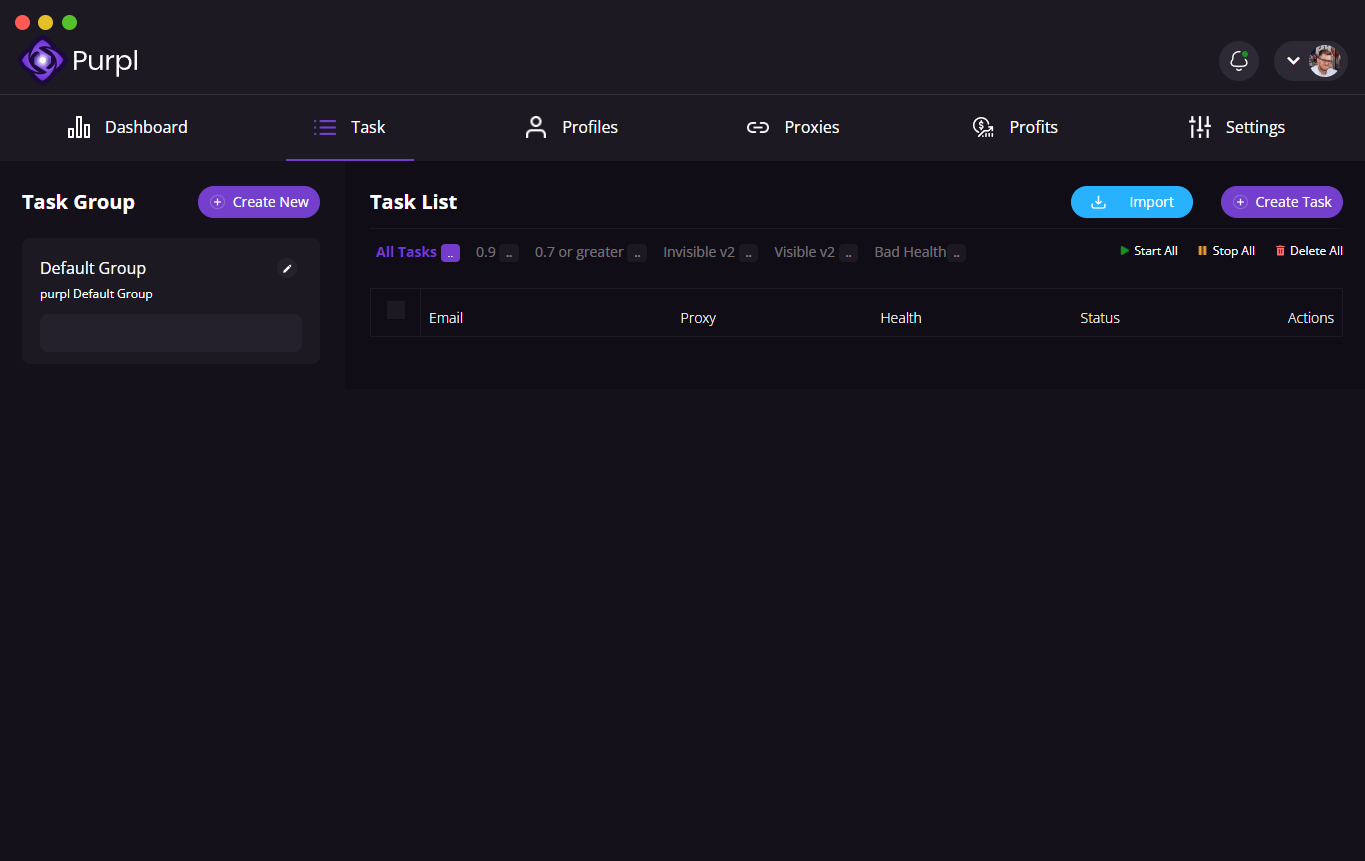 Purpl
Dashboard
Task
Profiles
Proxies
Profits
Settings
Task Group
Create New
Default Group
purpl Default Group
Task List
Import
Create Task
All Tasks ..
0.9 ..
0.7 or greater ..
Invisible v2 ..
Visible v2 ..
Bad Health ..
Start All
Stop All
Delete All
Email
Proxy
Health
Status
Actions